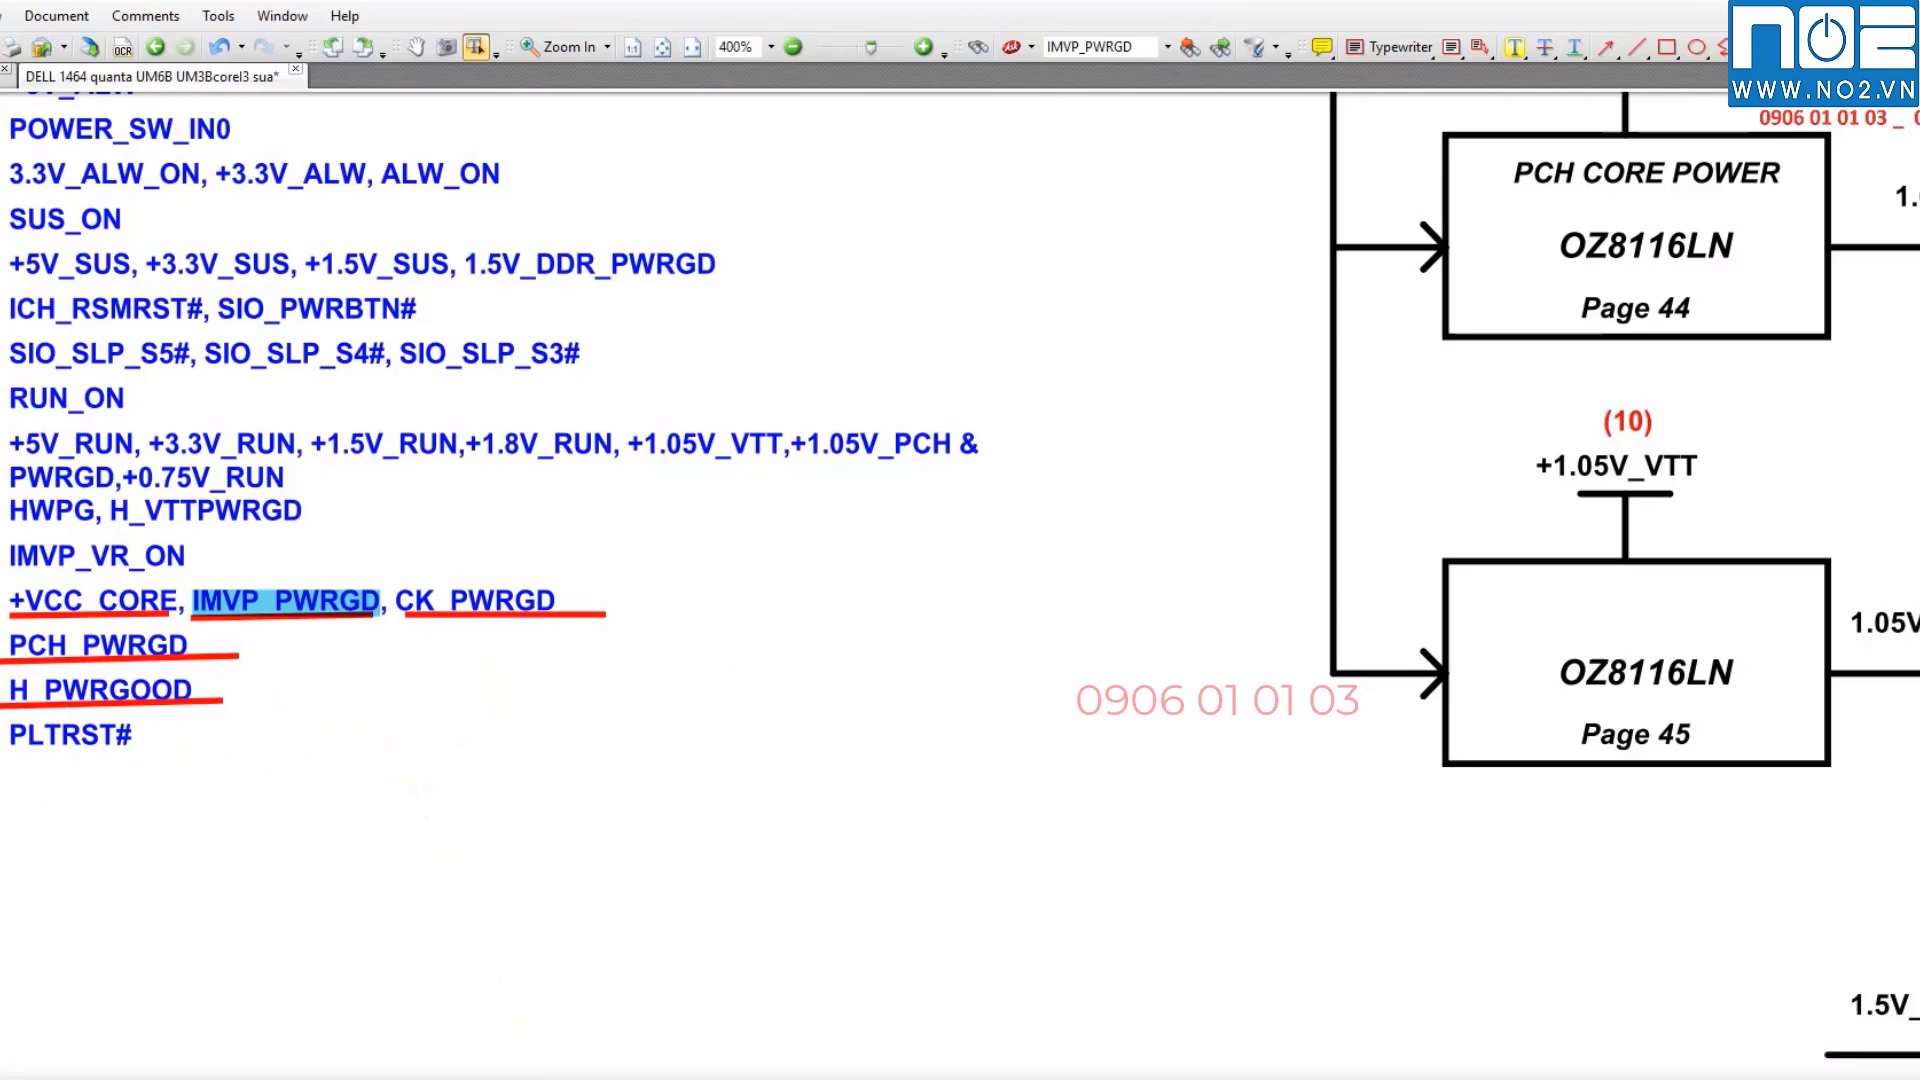 Document Comments Tools Window Help
OCR Zoom In 400% IMVP_PWRGD Typewriter
DELL 1464 quanta UM6B UM3Bcorel3 sua*
NO2
WWW.NO2.VN
0906 01 01 03 _
POWER_SW_IN0
3.3V_ALW_ON, +3.3V_ALW, ALW_ON
SUS_ON
+5V_SUS, +3.3V_SUS, +1.5V_SUS, 1.5V_DDR_PWRGD
ICH_RSMRST#, SIO_PWRBTN#
SIO_SLP_S5#, SIO_SLP_S4#, SIO_SLP_S3#
RUN_ON
+5V_RUN, +3.3V_RUN, +1.5V_RUN,+1.8V_RUN, +1.05V_VTT,+1.05V_PCH &
PWRGD,+0.75V_RUN
HWPG, H_VTTPWRGD
IMVP_VR_ON
+VCC_CORE, IMVP_PWRGD, CK_PWRGD
PCH_PWRGD
H_PWRGOOD
PLTRST#
PCH CORE POWER
OZ8116LN
Page 44
(10)
+1.05V_VTT
1.05V
OZ8116LN
Page 45
0906 01 01 03
1.5V_